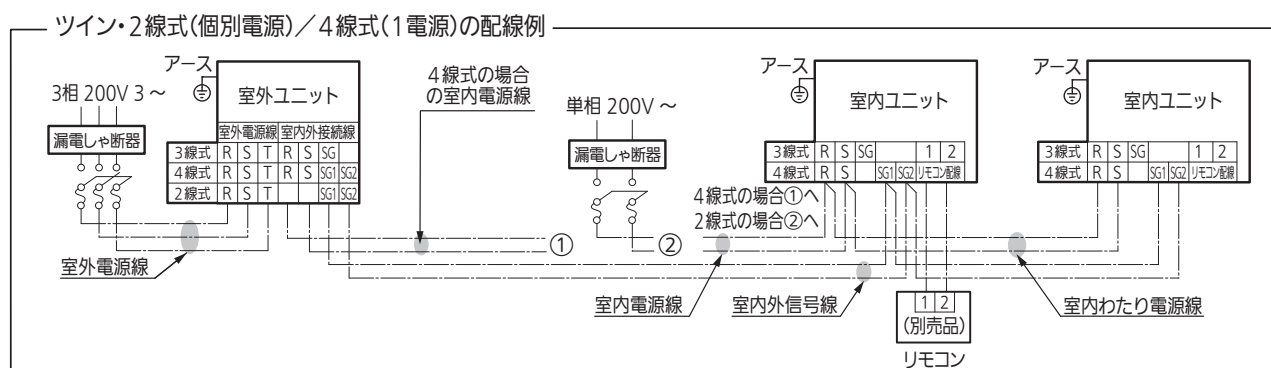 ツイン・2線式(個別電源)／4線式(1電源)の配線例
アース
3相 200V 3～
漏電しゃ断器
室外ユニット
室外電源線 室内外接続線
3線式 R S T R S SG
4線式 R S T R S SG1 SG2
2線式 R S T SG1 SG2
室外電源線
4線式の場合
の室内電源線
①
単相 200V～
漏電しゃ断器
②
4線式の場合①へ
2線式の場合②へ
アース
室内ユニット
3線式 R S SG 1 2
4線式 R S SG1 SG2 リモコン配線
室内電源線
室内外信号線
1 2
(別売品)
リモコン
アース
室内ユニット
3線式 R S SG 1 2
4線式 R S SG1 SG2 リモコン配線
室内わたり電源線